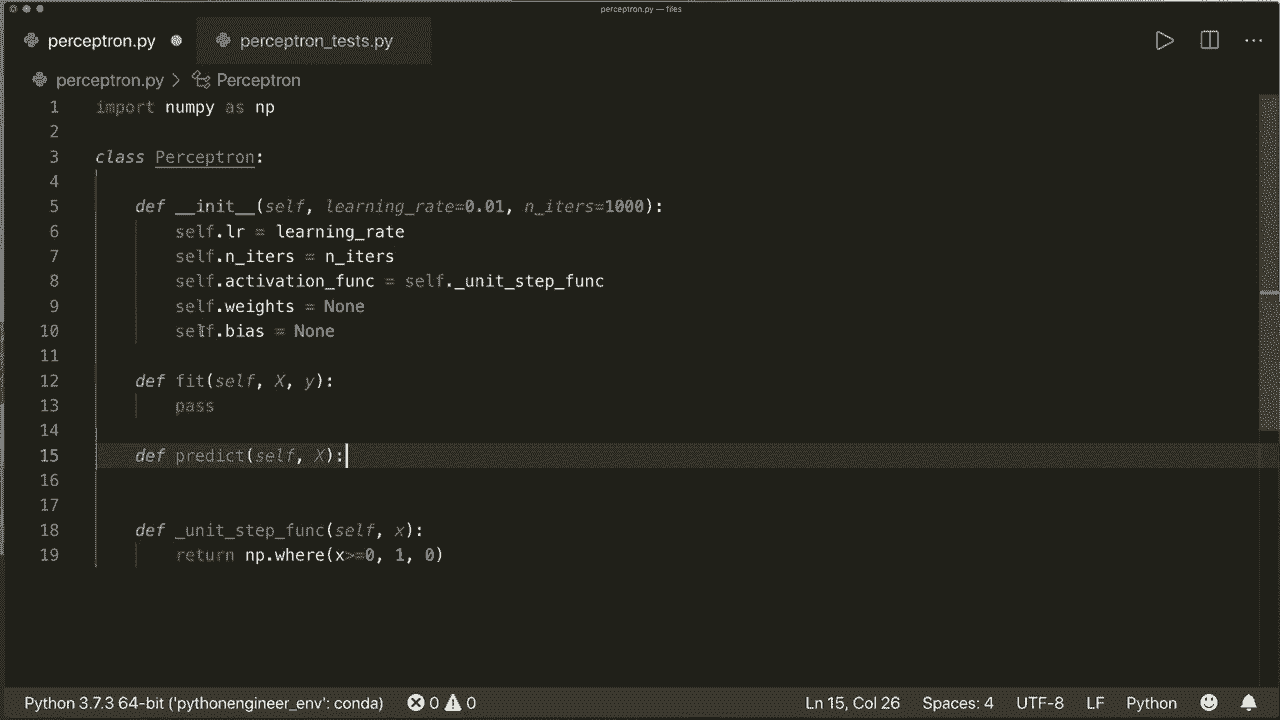 perceptron.py — files
perceptron.py perceptron_tests.py
perceptron.py > Perceptron
1 import numpy as np
2
3 class Perceptron:
4
5 def __init__(self, learning_rate=0.01, n_iters=1000):
6 self.lr = learning_rate
7 self.n_iters = n_iters
8 self.activation_func = self._unit_step_func
9 self.weights = None
10 self.bias = None
11
12 def fit(self, X, y):
13 pass
14
15 def predict(self, X):
16
17
18 def _unit_step_func(self, x):
19 return np.where(x>=0, 1, 0)
Python 3.7.3 64-bit ('pythonengineer_env': conda) 0 0 Ln 15, Col 26 Spaces: 4 UTF-8 LF Python